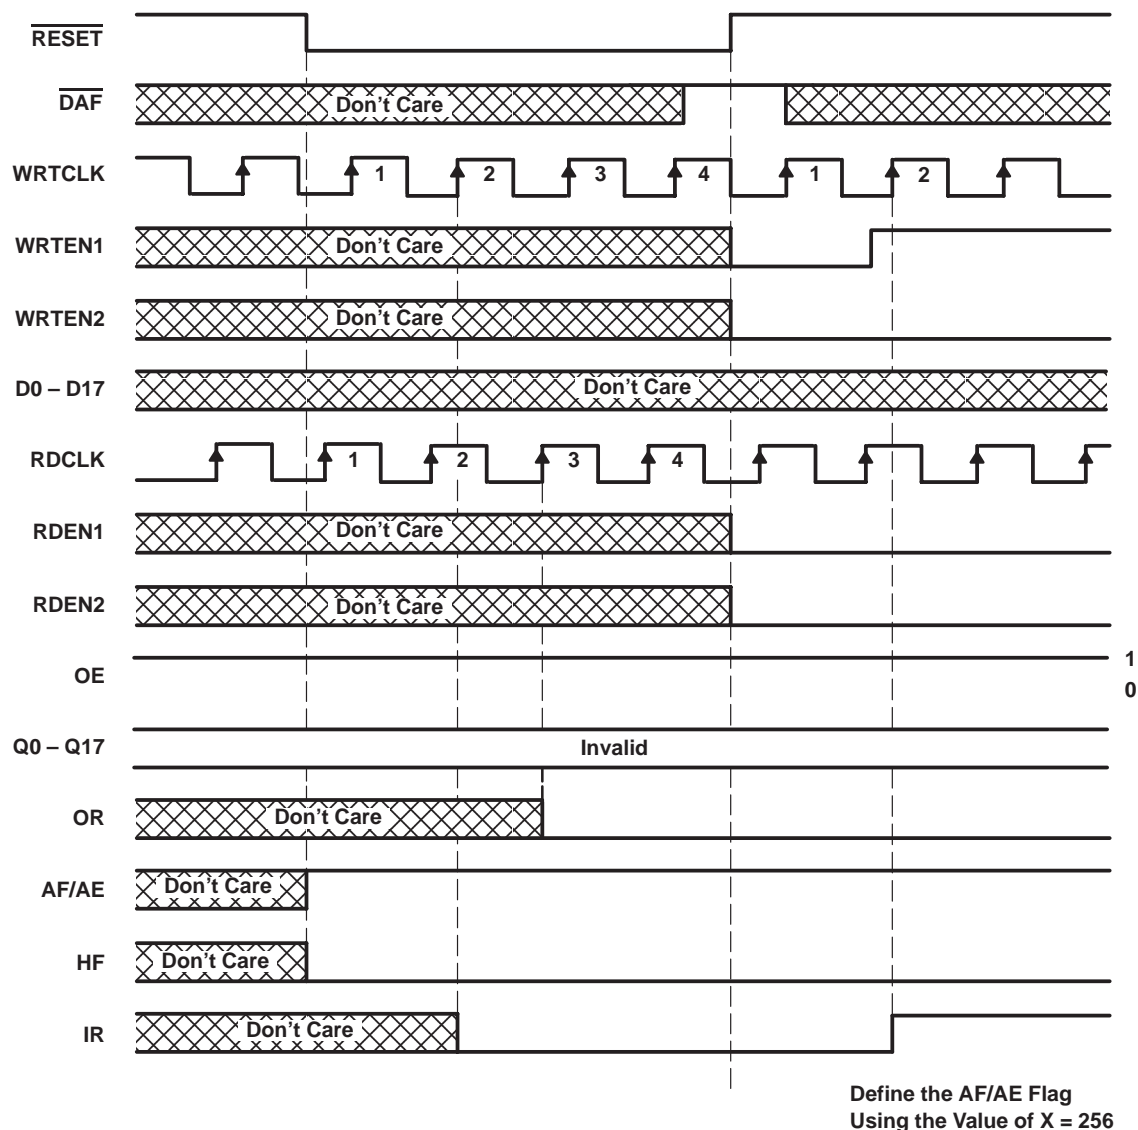 RESET
DAF
Don't Care
WRTCLK
1 2 3 4 1 2
WRTEN1
Don't Care
WRTEN2
Don't Care
D0 – D17
Don't Care
RDCLK
1 2 3 4
RDEN1
Don't Care
RDEN2
Don't Care
OE
1
0
Q0 – Q17
Invalid
OR
Don't Care
AF/AE
Don't Care
HF
Don't Care
IR
Don't Care
Define the AF/AE Flag
Using the Value of X = 256